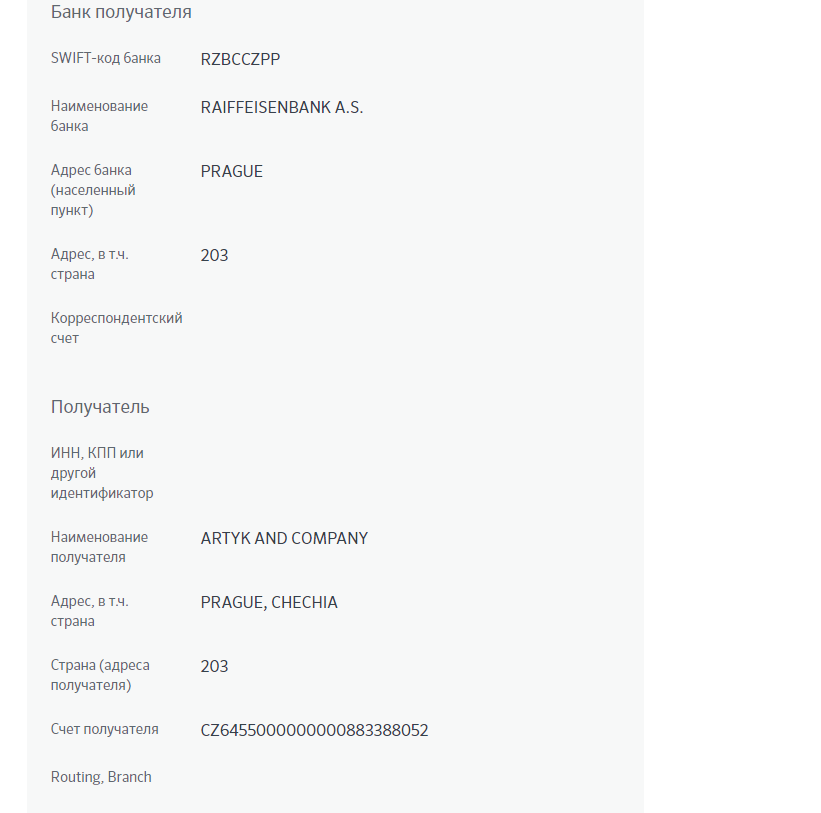 Банк получателя
SWIFT-код банка RZBCCZPP
Наименование RAIFFEISENBANK A.S.
банка
Адрес банка PRAGUE
(населенный
пункт)
Адрес, в т.ч. 203
страна
Корреспондентский
счет
Получатель
ИНН, КПП или
другой
идентификатор
Наименование ARTYK AND COMPANY
получателя
Адрес, в т.ч. PRAGUE, CHECHIA
страна
Страна (адреса 203
получателя)
Счет получателя CZ6455000000000883388052
Routing, Branch